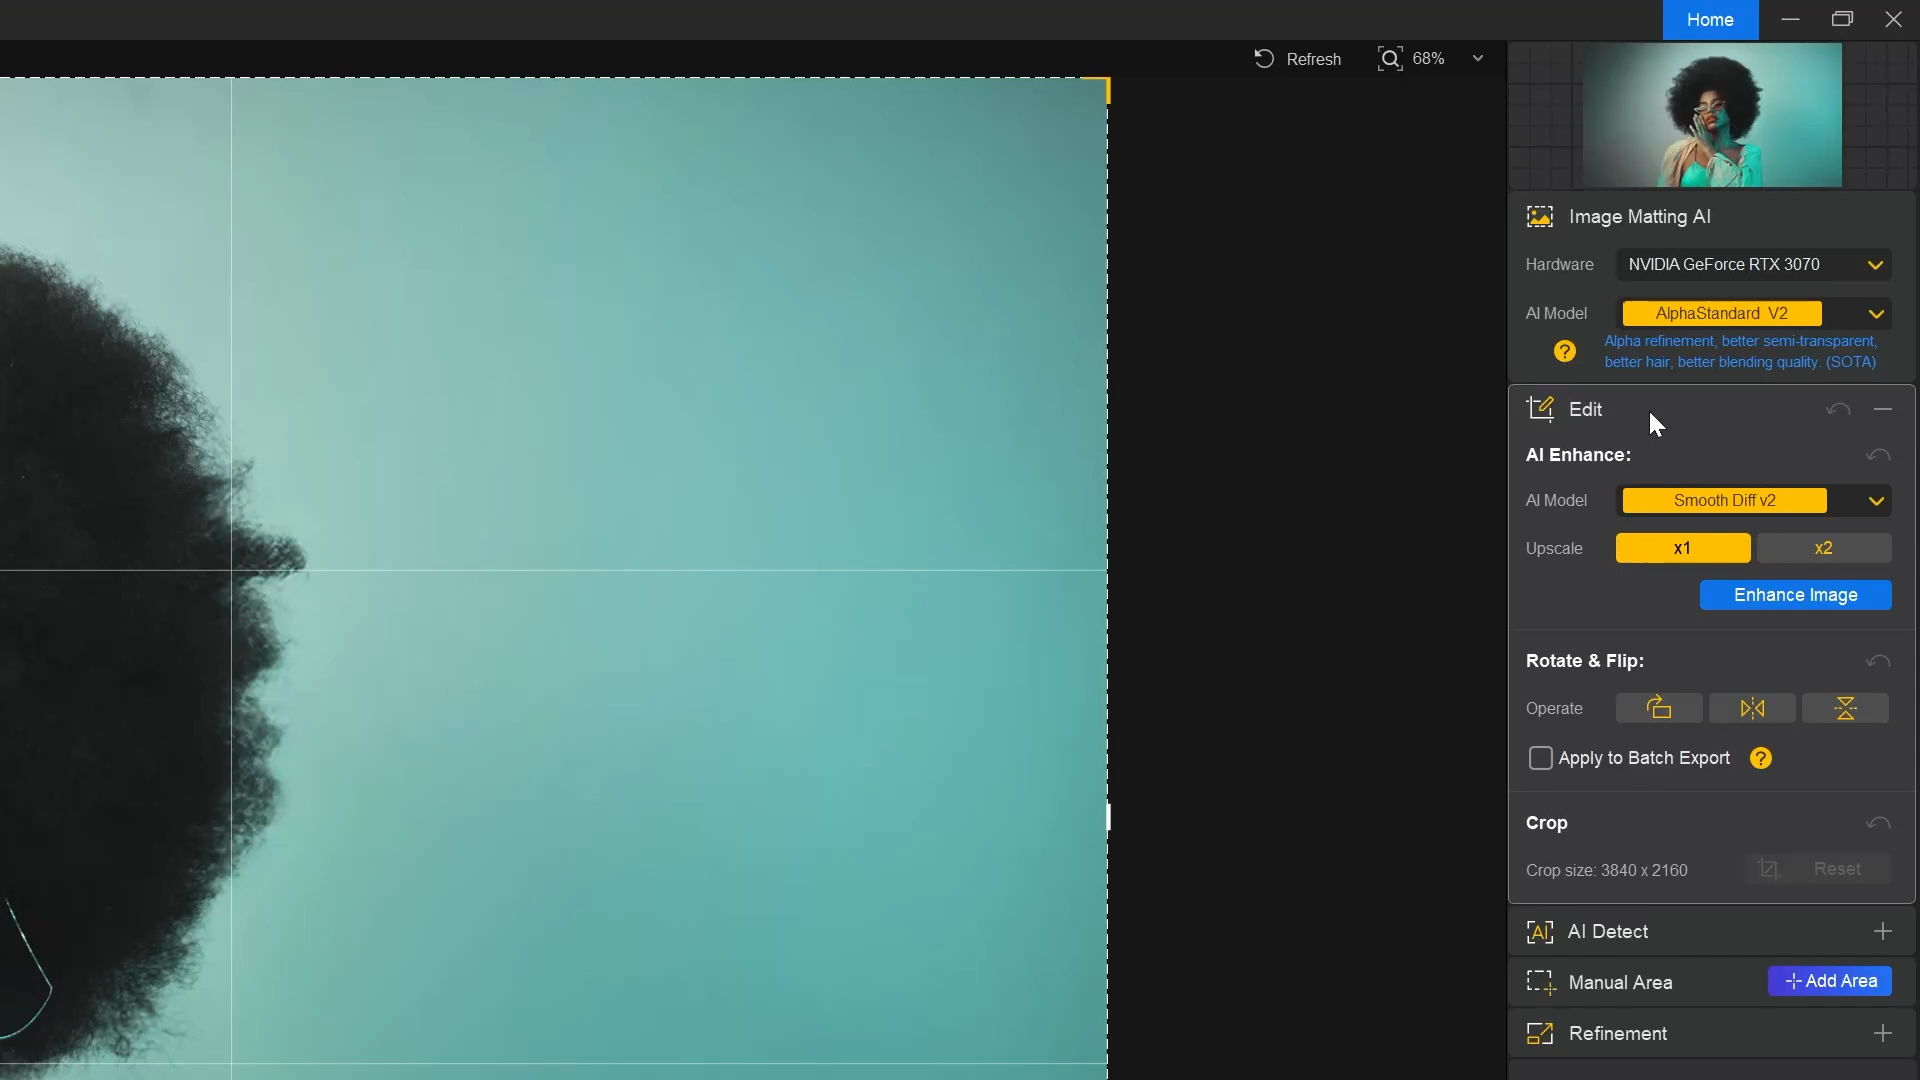 Home
Refresh 68%
Image Matting AI
Hardware NVIDIA GeForce RTX 3070
AI Model AlphaStandard V2
? Alpha refinement, better semi-transparent,
better hair, better blending quality. (SOTA)
Edit
AI Enhance:
AI Model Smooth Diff v2
Upscale x1 x2
Enhance Image
Rotate & Flip:
Operate
Apply to Batch Export ?
Crop
Crop size: 3840 x 2160 Reset
AI AI Detect
Manual Area Add Area
Refinement